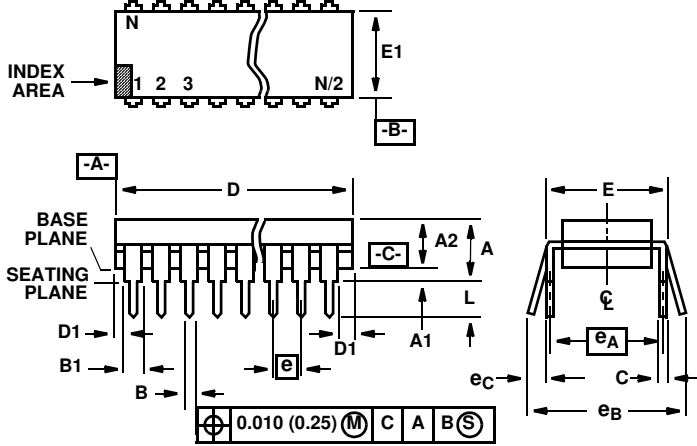 N
E1
INDEX
AREA
1 2 3 N/2
-B-
-A-
D
E
BASE
PLANE
A2
A
-C-
SEATING
PLANE
L
C
L
D1
D1
A1
e
eA
B1
eC
C
B
eB
0.010 (0.25) M C A B S